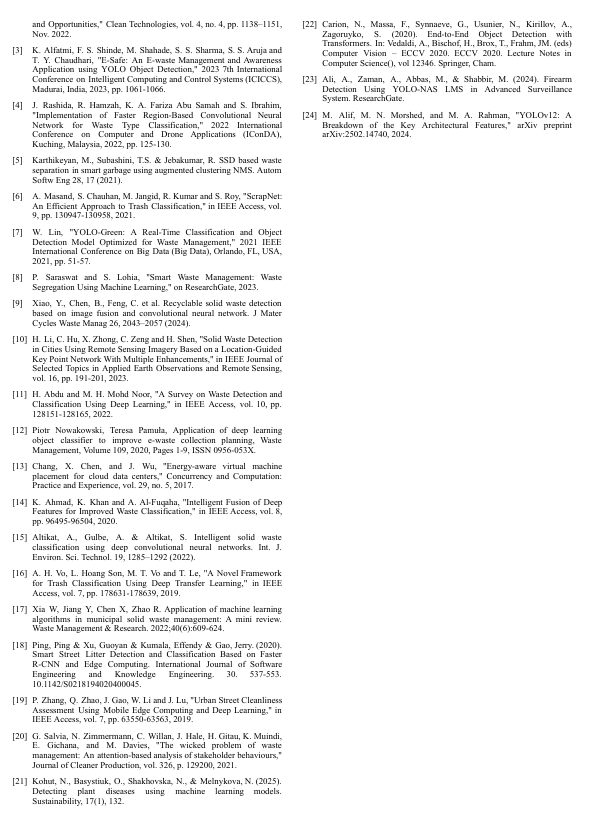 and Opportunities," Clean Technologies, vol. 4, no. 4, pp. 1138–1151,
Nov. 2022.
[3] K. Alfatmi, F. S. Shinde, M. Shahade, S. S. Sharma, S. S. Aruja and
T. Y. Chaudhari, "E-Safe: An E-waste Management and Awareness
Application using YOLO Object Detection," 2023 7th International
Conference on Intelligent Computing and Control Systems (ICICCS),
Madurai, India, 2023, pp. 1061-1066.
[4] J. Rashida, R. Hamzah, K. A. Fariza Abu Samah and S. Ibrahim,
"Implementation of Faster Region-Based Convolutional Neural
Network for Waste Type Classification," 2022 International
Conference on Computer and Drone Applications (IConDA),
Kuching, Malaysia, 2022, pp. 125-130.
[5] Karthikeyan, M., Subashini, T.S. & Jebakumar, R. SSD based waste
separation in smart garbage using augmented clustering NMS. Autom
Softw Eng 28, 17 (2021).
[6] A. Masand, S. Chauhan, M. Jangid, R. Kumar and S. Roy, "ScrapNet:
An Efficient Approach to Trash Classification," in IEEE Access, vol.
9, pp. 130947-130958, 2021.
[7] W. Lin, "YOLO-Green: A Real-Time Classification and Object
Detection Model Optimized for Waste Management," 2021 IEEE
International Conference on Big Data (Big Data), Orlando, FL, USA,
2021, pp. 51-57.
[8] P. Saraswat and S. Lohia, "Smart Waste Management: Waste
Segregation Using Machine Learning," on ResearchGate, 2023.
[9] Xiao, Y., Chen, B., Feng, C. et al. Recyclable solid waste detection
based on image fusion and convolutional neural network. J Mater
Cycles Waste Manag 26, 2043–2057 (2024).
[10] H. Li, C. Hu, X. Zhong, C. Zeng and H. Shen, "Solid Waste Detection
in Cities Using Remote Sensing Imagery Based on a Location-Guided
Key Point Network With Multiple Enhancements," in IEEE Journal of
Selected Topics in Applied Earth Observations and Remote Sensing,
vol. 16, pp. 191-201, 2023.
[11] H. Abdu and M. H. Mohd Noor, "A Survey on Waste Detection and
Classification Using Deep Learning," in IEEE Access, vol. 10, pp.
128151-128165, 2022.
[12] Piotr Nowakowski, Teresa Pamuła, Application of deep learning
object classifier to improve e-waste collection planning, Waste
Management, Volume 109, 2020, Pages 1-9, ISSN 0956-053X.
[13] Chang, X. Chen, and J. Wu, "Energy-aware virtual machine
placement for cloud data centers," Concurrency and Computation:
Practice and Experience, vol. 29, no. 5, 2017.
[14] K. Ahmad, K. Khan and A. Al-Fuqaha, "Intelligent Fusion of Deep
Features for Improved Waste Classification," in IEEE Access, vol. 8,
pp. 96495-96504, 2020.
[15] Altikat, A., Gulbe, A. & Altikat, S. Intelligent solid waste
classification using deep convolutional neural networks. Int. J.
Environ. Sci. Technol. 19, 1285–1292 (2022).
[16] A. H. Vo, L. Hoang Son, M. T. Vo and T. Le, "A Novel Framework
for Trash Classification Using Deep Transfer Learning," in IEEE
Access, vol. 7, pp. 178631-178639, 2019.
[17] Xia W, Jiang Y, Chen X, Zhao R. Application of machine learning
algorithms in municipal solid waste management: A mini review.
Waste Management & Research. 2022;40(6):609-624.
[18] Ping, Ping & Xu, Guoyan & Kumala, Effendy & Gao, Jerry. (2020).
Smart Street Litter Detection and Classification Based on Faster
R-CNN and Edge Computing. International Journal of Software
Engineering and Knowledge Engineering. 30. 537-553.
10.1142/S0218194020400045.
[19] P. Zhang, Q. Zhao, J. Gao, W. Li and J. Lu, "Urban Street Cleanliness
Assessment Using Mobile Edge Computing and Deep Learning," in
IEEE Access, vol. 7, pp. 63550-63563, 2019.
[20] G. Salvia, N. Zimmermann, C. Willan, J. Hale, H. Gitau, K. Muindi,
E. Gichana, and M. Davies, "The wicked problem of waste
management: An attention-based analysis of stakeholder behaviours,"
Journal of Cleaner Production, vol. 326, p. 129200, 2021.
[21] Kohut, N., Basystiuk, O., Shakhovska, N., & Melnykova, N. (2025).
Detecting plant diseases using machine learning models.
Sustainability, 17(1), 132.
[22] Carion, N., Massa, F., Synnaeve, G., Usunier, N., Kirillov, A.,
Zagoruyko, S. (2020). End-to-End Object Detection with
Transformers. In: Vedaldi, A., Bischof, H., Brox, T., Frahm, JM. (eds)
Computer Vision – ECCV 2020. ECCV 2020. Lecture Notes in
Computer Science(), vol 12346. Springer, Cham.
[23] Ali, A., Zaman, A., Abbas, M., & Shabbir, M. (2024). Firearm
Detection Using YOLO-NAS LMS in Advanced Surveillance
System. ResearchGate.
[24] M. Alif, M. N. Morshed, and M. A. Rahman, "YOLOv12: A
Breakdown of the Key Architectural Features," arXiv preprint
arXiv:2502.14740, 2024.